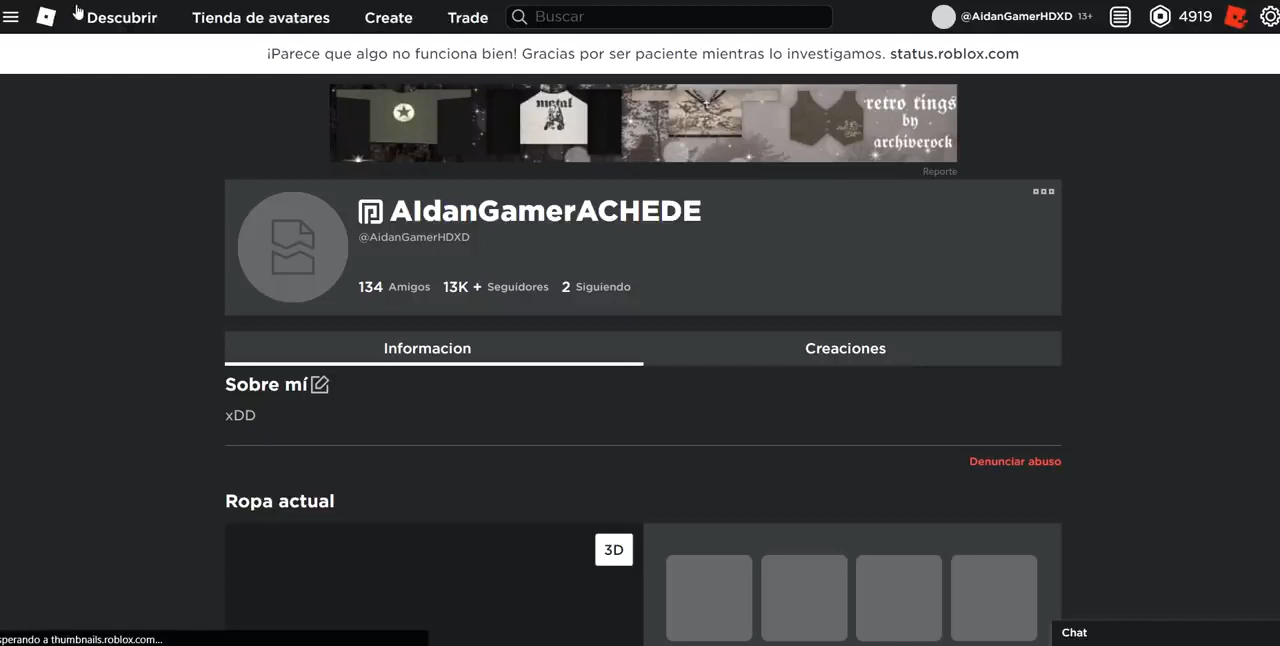 Descubrir Tienda de avatares Create Trade Buscar @AidanGamerHDXD 13+ 4919
¡Parece que algo no funciona bien! Gracias por ser paciente mientras lo investigamos. status.roblox.com
metal
retro tings
by
archiverock
Reporte
AIdanGamerACHEDE
@AidanGamerHDXD
134 Amigos 13K + Seguidores 2 Siguiendo
Informacion Creaciones
Sobre mí
xDD
Denunciar abuso
Ropa actual
3D
Chat
sperando a thumbnails.roblox.com...